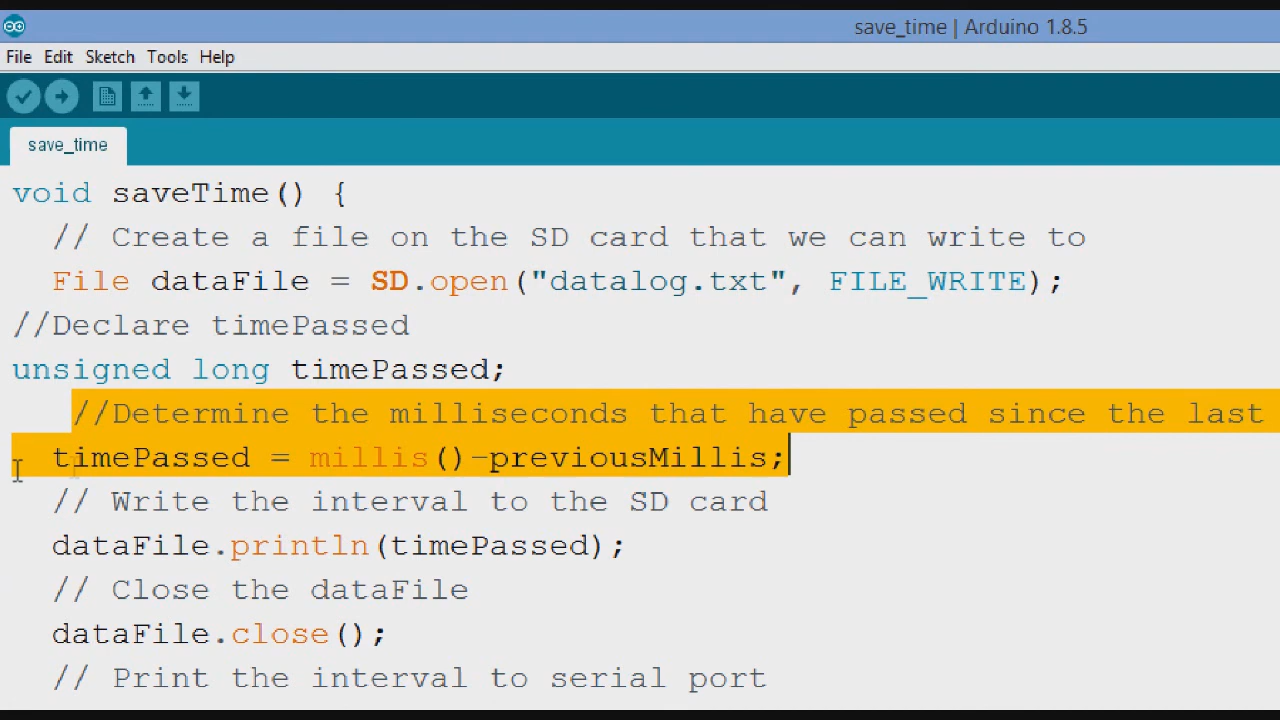 save_time | Arduino 1.8.5
File Edit Sketch Tools Help
save_time
void saveTime() {
// Create a file on the SD card that we can write to
File dataFile = SD.open("datalog.txt", FILE_WRITE);
//Declare timePassed
unsigned long timePassed;
//Determine the milliseconds that have passed since the last
timePassed = millis()-previousMillis;
// Write the interval to the SD card
dataFile.println(timePassed);
// Close the dataFile
dataFile.close();
// Print the interval to serial port